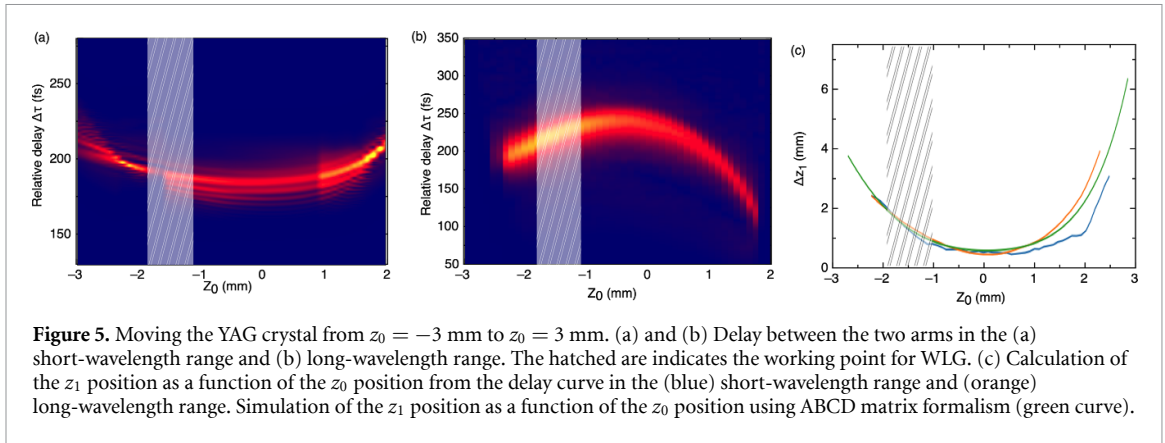 (a)
Relative delay Δτ (fs)
250
200
150
−3
−2
−1
0
1
2
Z0 (mm)
(b)
Relative delay Δτ (fs)
350
300
250
200
150
100
50
−3
−2
−1
0
1
2
Z0 (mm)
(c)
Δz1 (mm)
6
4
2
0
−3
−2
−1
0
1
2
3
Z0 (mm)
Figure 5. Moving the YAG crystal from z0 = −3 mm to z0 = 3 mm. (a) and (b) Delay between the two arms in the (a)
short-wavelength range and (b) long-wavelength range. The hatched are indicates the working point for WLG. (c) Calculation of
the z1 position as a function of the z0 position from the delay curve in the (blue) short-wavelength range and (orange)
long-wavelength range. Simulation of the z1 position as a function of the z0 position using ABCD matrix formalism (green curve).